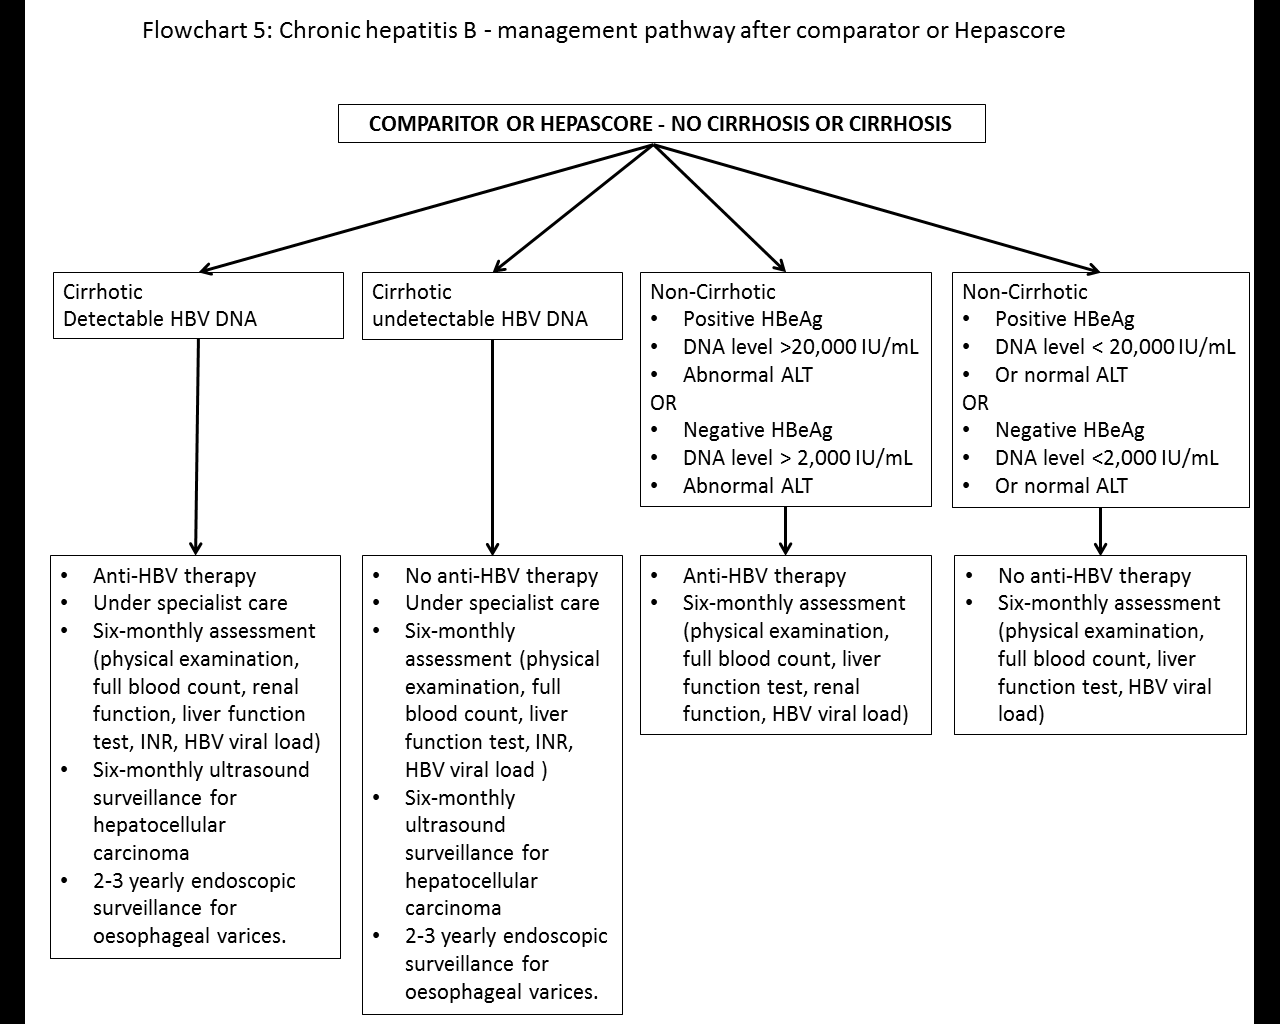 Flowchart 5: Chronic hepatitis B - management pathway after comparator or Hepascore
COMPARITOR OR HEPASCORE - NO CIRRHOSIS OR CIRRHOSIS
Cirrhotic
Detectable HBV DNA
Cirrhotic
undetectable HBV DNA
Non-Cirrhotic
• Positive HBeAg
• DNA level >20,000 IU/mL
• Abnormal ALT
OR
• Negative HBeAg
• DNA level > 2,000 IU/mL
• Abnormal ALT
Non-Cirrhotic
• Positive HBeAg
• DNA level < 20,000 IU/mL
• Or normal ALT
OR
• Negative HBeAg
• DNA level <2,000 IU/mL
• Or normal ALT
• Anti-HBV therapy
• Under specialist care
• Six-monthly assessment
(physical examination,
full blood count, renal
function, liver function
test, INR, HBV viral load)
• Six-monthly ultrasound
surveillance for
hepatocellular
carcinoma
• 2-3 yearly endoscopic
surveillance for
oesophageal varices.
• No anti-HBV therapy
• Under specialist care
• Six-monthly
assessment (physical
examination, full
blood count, liver
function test, INR,
HBV viral load )
• Six-monthly
ultrasound
surveillance for
hepatocellular
carcinoma
• 2-3 yearly endoscopic
surveillance for
oesophageal varices.
• Anti-HBV therapy
• Six-monthly assessment
(physical examination,
full blood count, liver
function test, renal
function, HBV viral load)
• No anti-HBV therapy
• Six-monthly assessment
(physical examination,
full blood count, liver
function test, HBV viral
load)